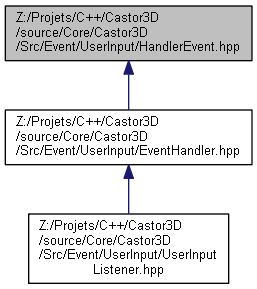 Z:/Projets/C++/Castor3D
/source/Core/Castor3D
/Src/Event/UserInput/HandlerEvent.hpp
Z:/Projets/C++/Castor3D
/source/Core/Castor3D
/Src/Event/UserInput/EventHandler.hpp
Z:/Projets/C++/Castor3D
/source/Core/Castor3D
/Src/Event/UserInput/UserInput
Listener.hpp